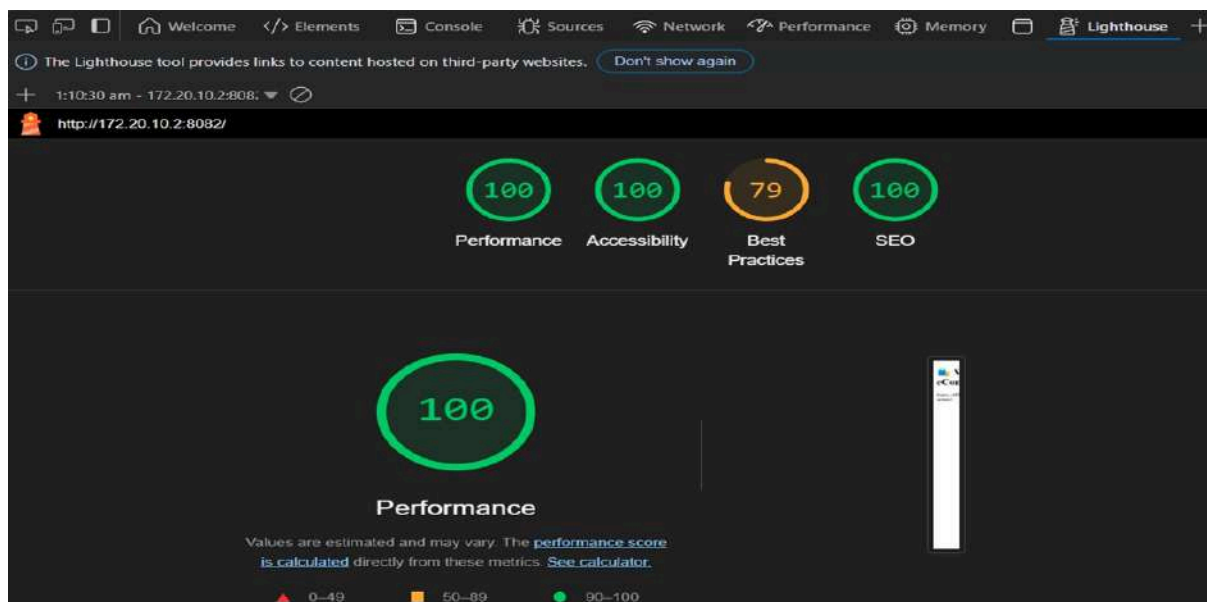 Welcome </> Elements Console Sources Network Performance Memory Lighthouse
The Lighthouse tool provides links to content hosted on third-party websites. Don't show again
1:10:30 am - 172.20.10.2:808
http://172.20.10.2:8082/
100 100 79 100
Performance Accessibility Best Practices SEO
100
Performance
Values are estimated and may vary. The performance score
is calculated directly from these metrics. See calculator.
0–49 50–89 90–100